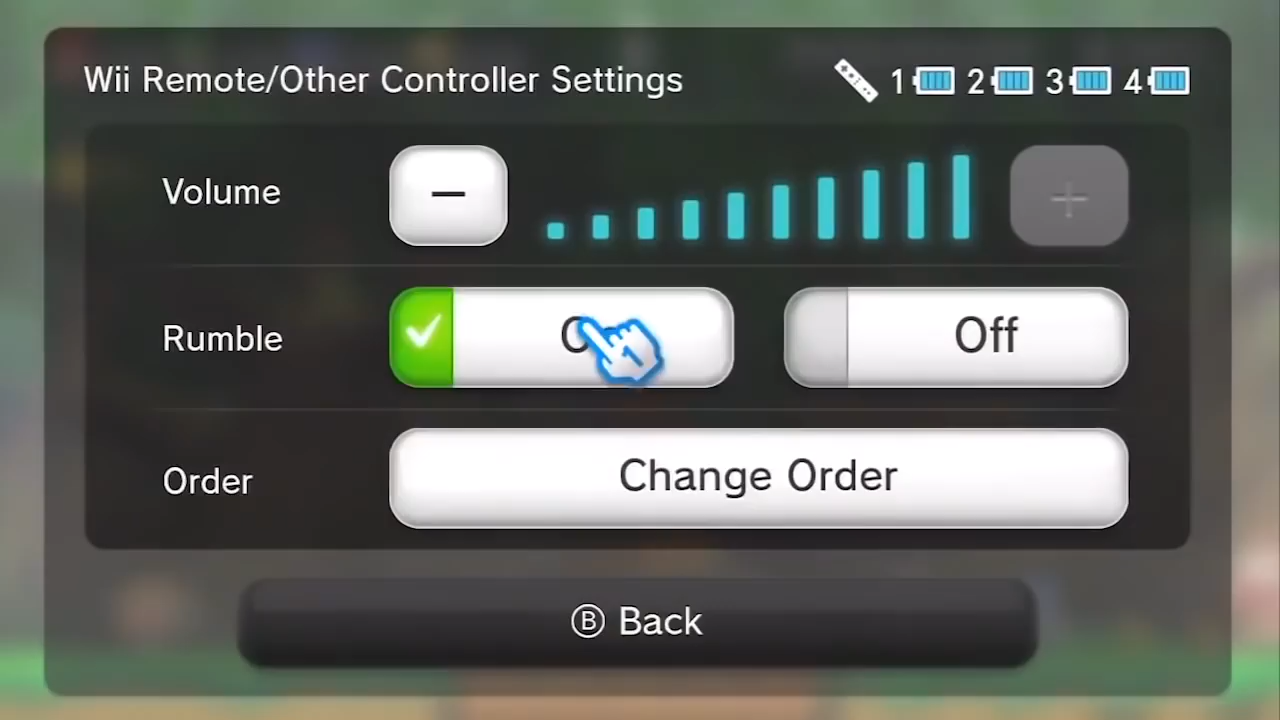 Wii Remote/Other Controller Settings 1 2 3 4
Volume − +
Rumble Off
Order Change Order
Ⓑ Back